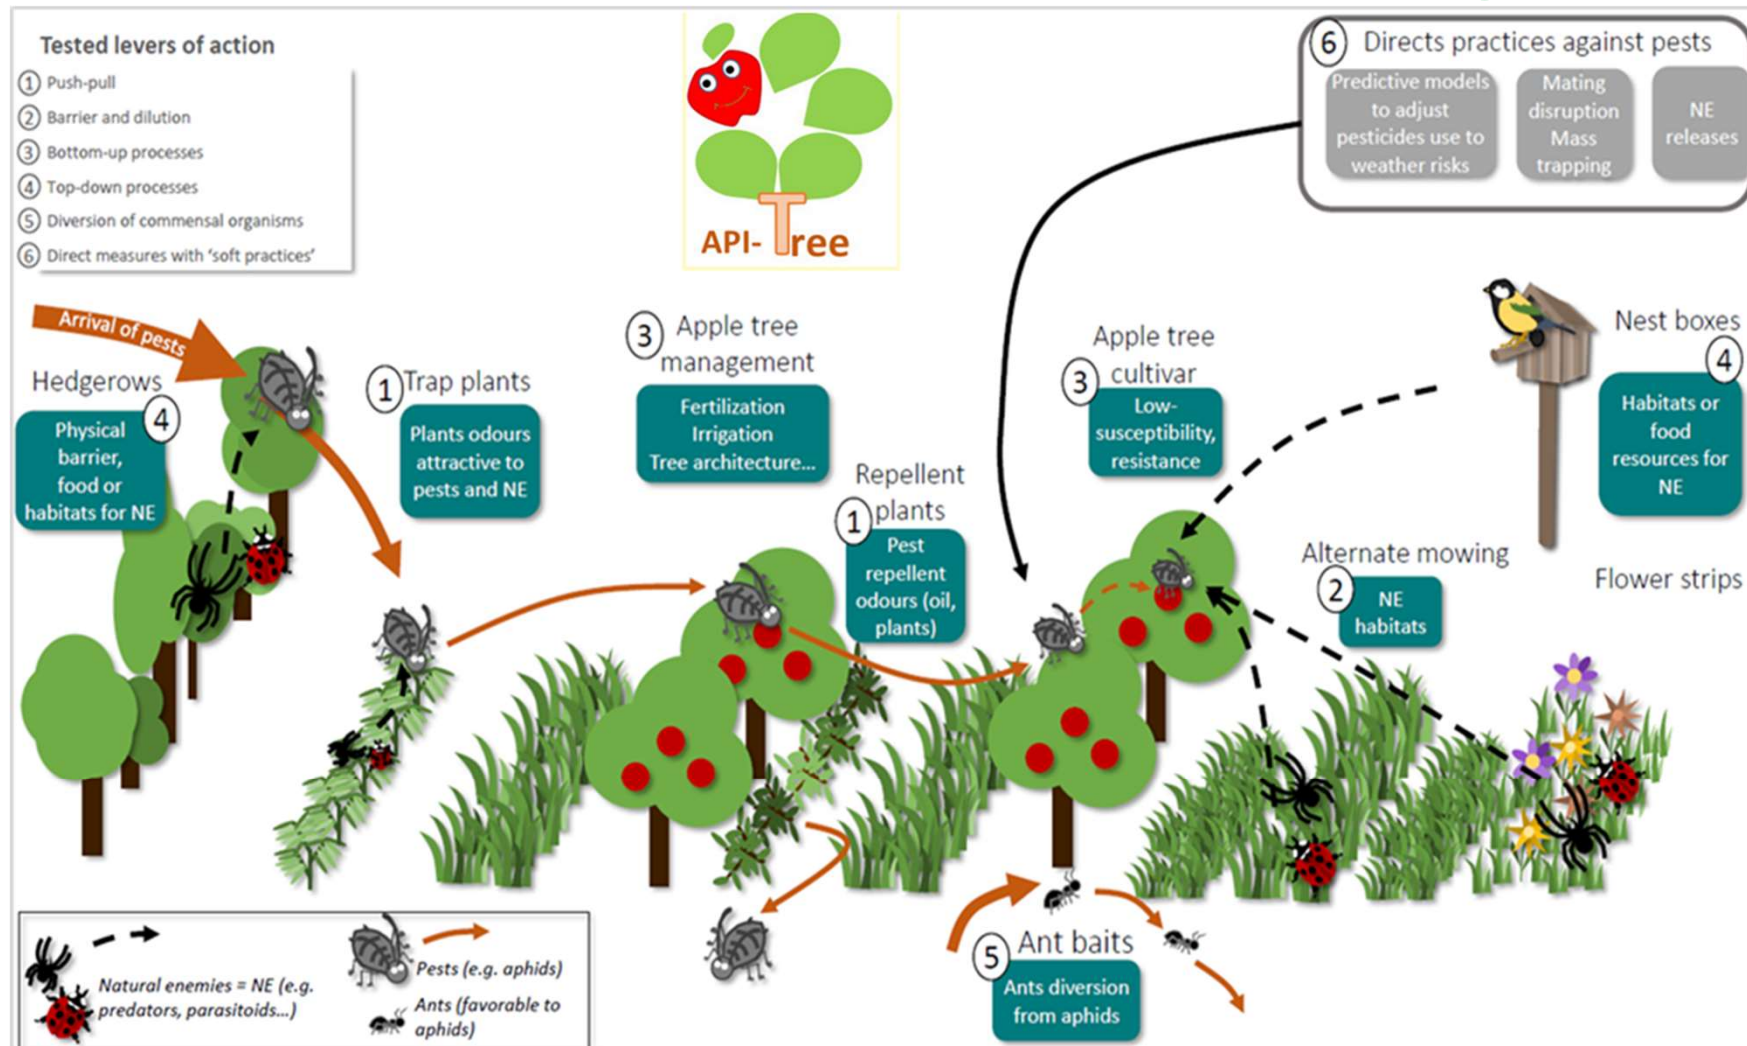 Tested levers of action
1 Push-pull
2 Barrier and dilution
3 Bottom-up processes
4 Top-down processes
5 Diversion of commensal organisms
6 Direct measures with 'soft practices'
API-Tree
6 Directs practices against pests
Predictive models
to adjust
pesticides use to
weather risks
Mating
disruption
Mass
trapping
NE
releases
Arrival of pests
Hedgerows
4
Physical
barrier,
food or
habitats for NE
1 Trap plants
Plants odours
attractive to
pests and NE
3 Apple tree
management
Fertilization
Irrigation
Tree architecture...
Repellent
1 plants
Pest
repellent
odours (oil,
plants)
Apple tree
3 cultivar
Low-
susceptibility,
resistance
Nest boxes
4
Habitats or
food
resources for
NE
Alternate mowing
2
NE
habitats
Flower strips
5 Ant baits
Ants diversion
from aphids
Natural enemies = NE (e.g.
predators, parasitoids...)
Pests (e.g. aphids)
Ants (favorable to
aphids)